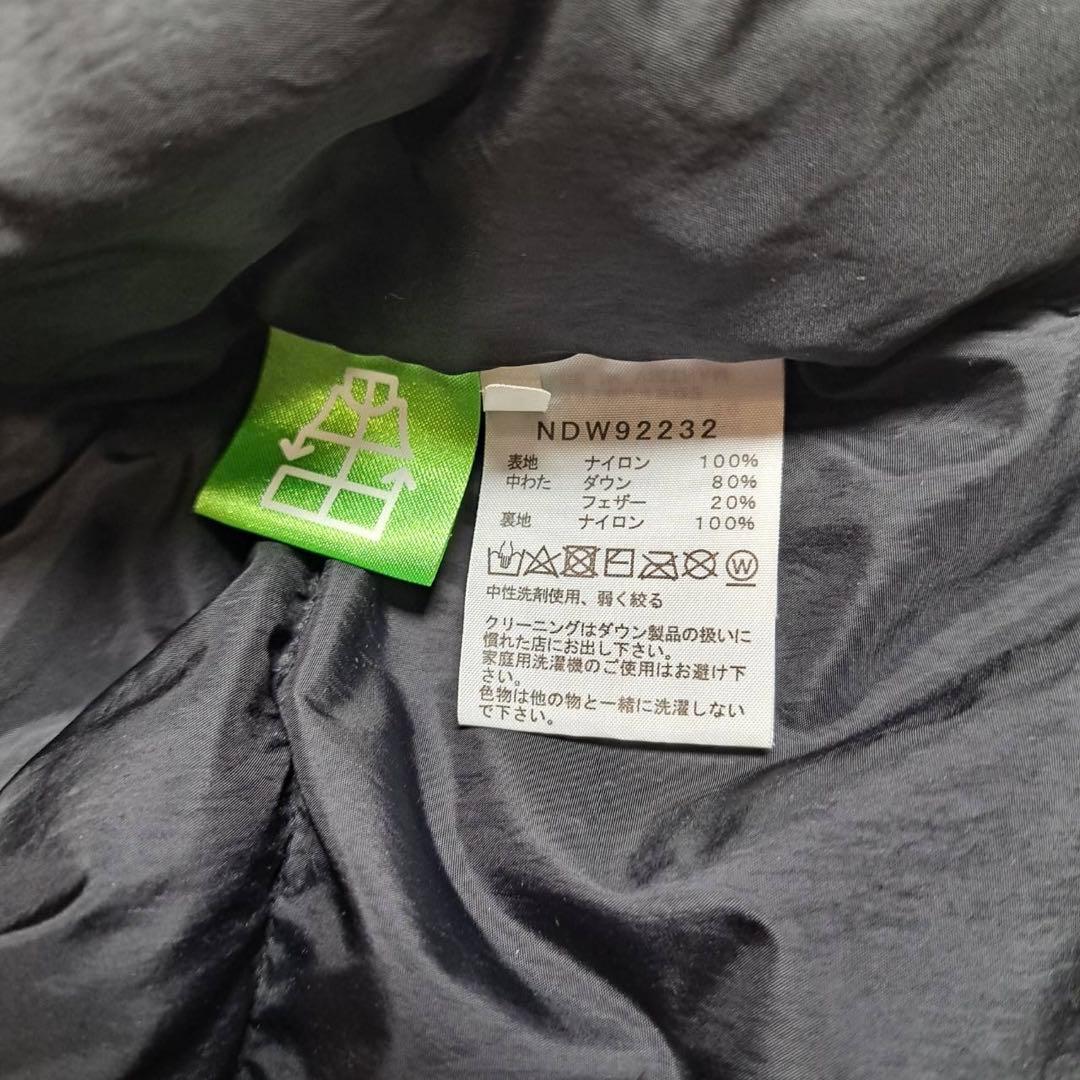 NDW92232
表地 ナイロン 100%
中わた ダウン 80%
フェザー 20%
裏地 ナイロン 100%
W
中性洗剤使用、弱く絞る
クリーニングはダウン製品の扱いに
慣れた店にお出し下さい。
家庭用洗濯機のご使用はお避け下
さい。
色物は他の物と一緒に洗濯しない
で下さい。